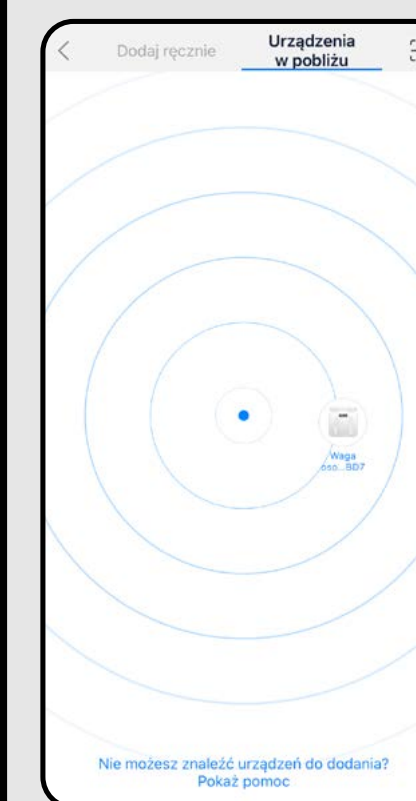 Dodaj ręcznie
Urządzenia
w pobliżu
Waga
oso...BD7
Nie możesz znaleźć urządzeń do dodania?
Pokaż pomoc